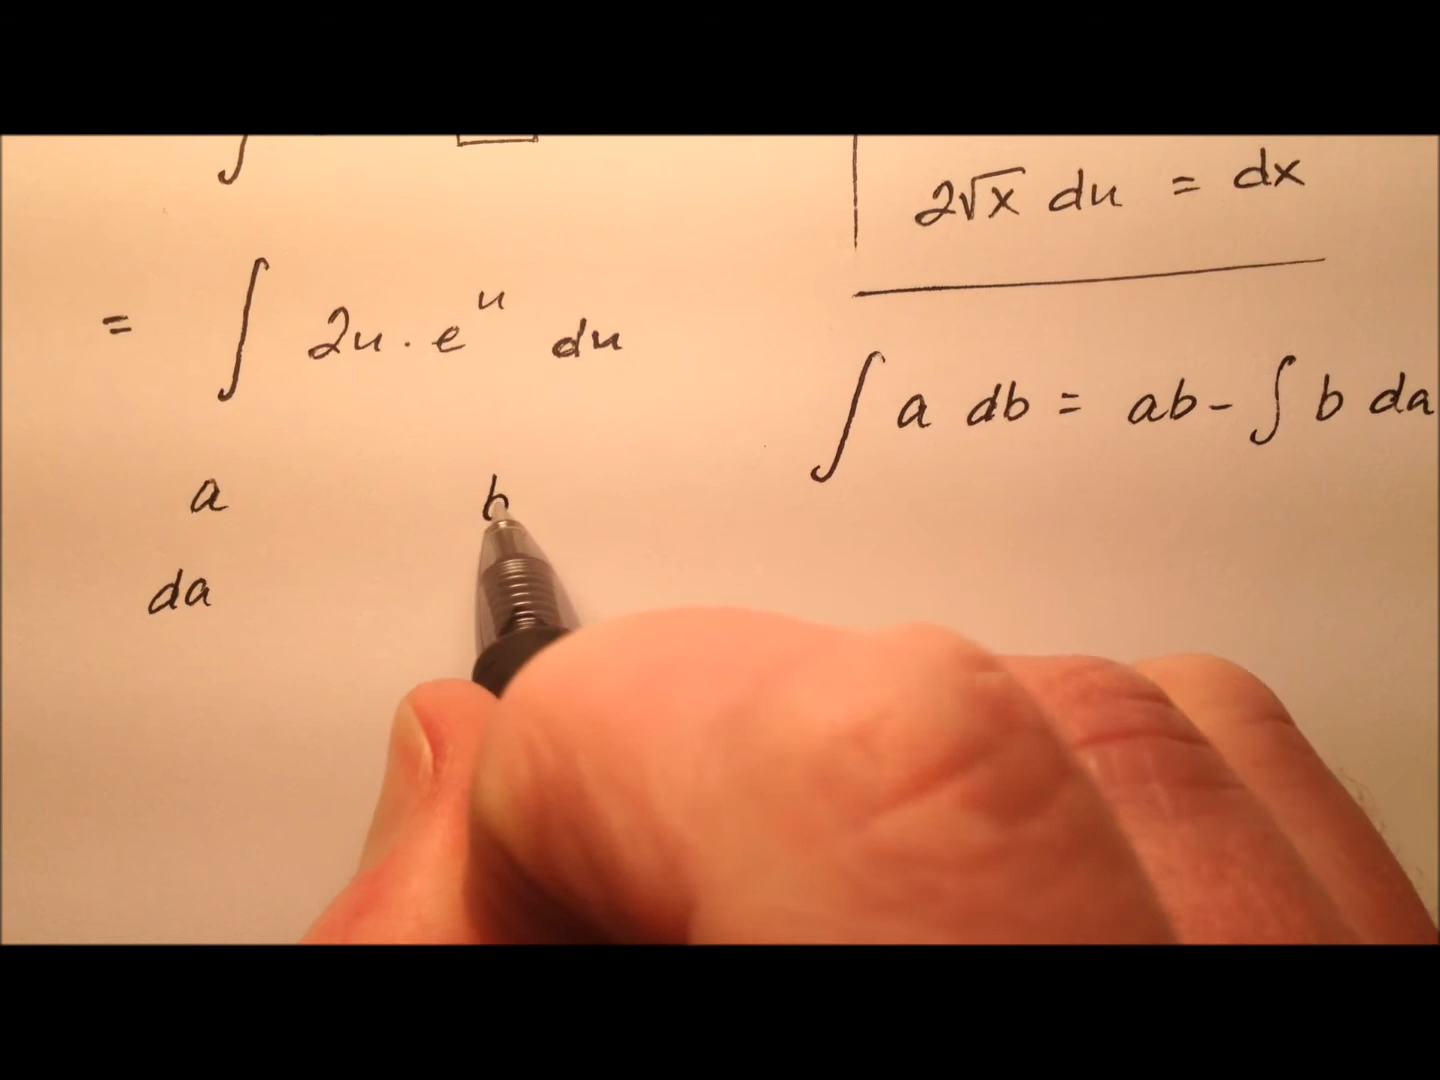 2√x du = dx
= ∫ 2u · e^u du
∫ a db = ab - ∫ b da
a b
da